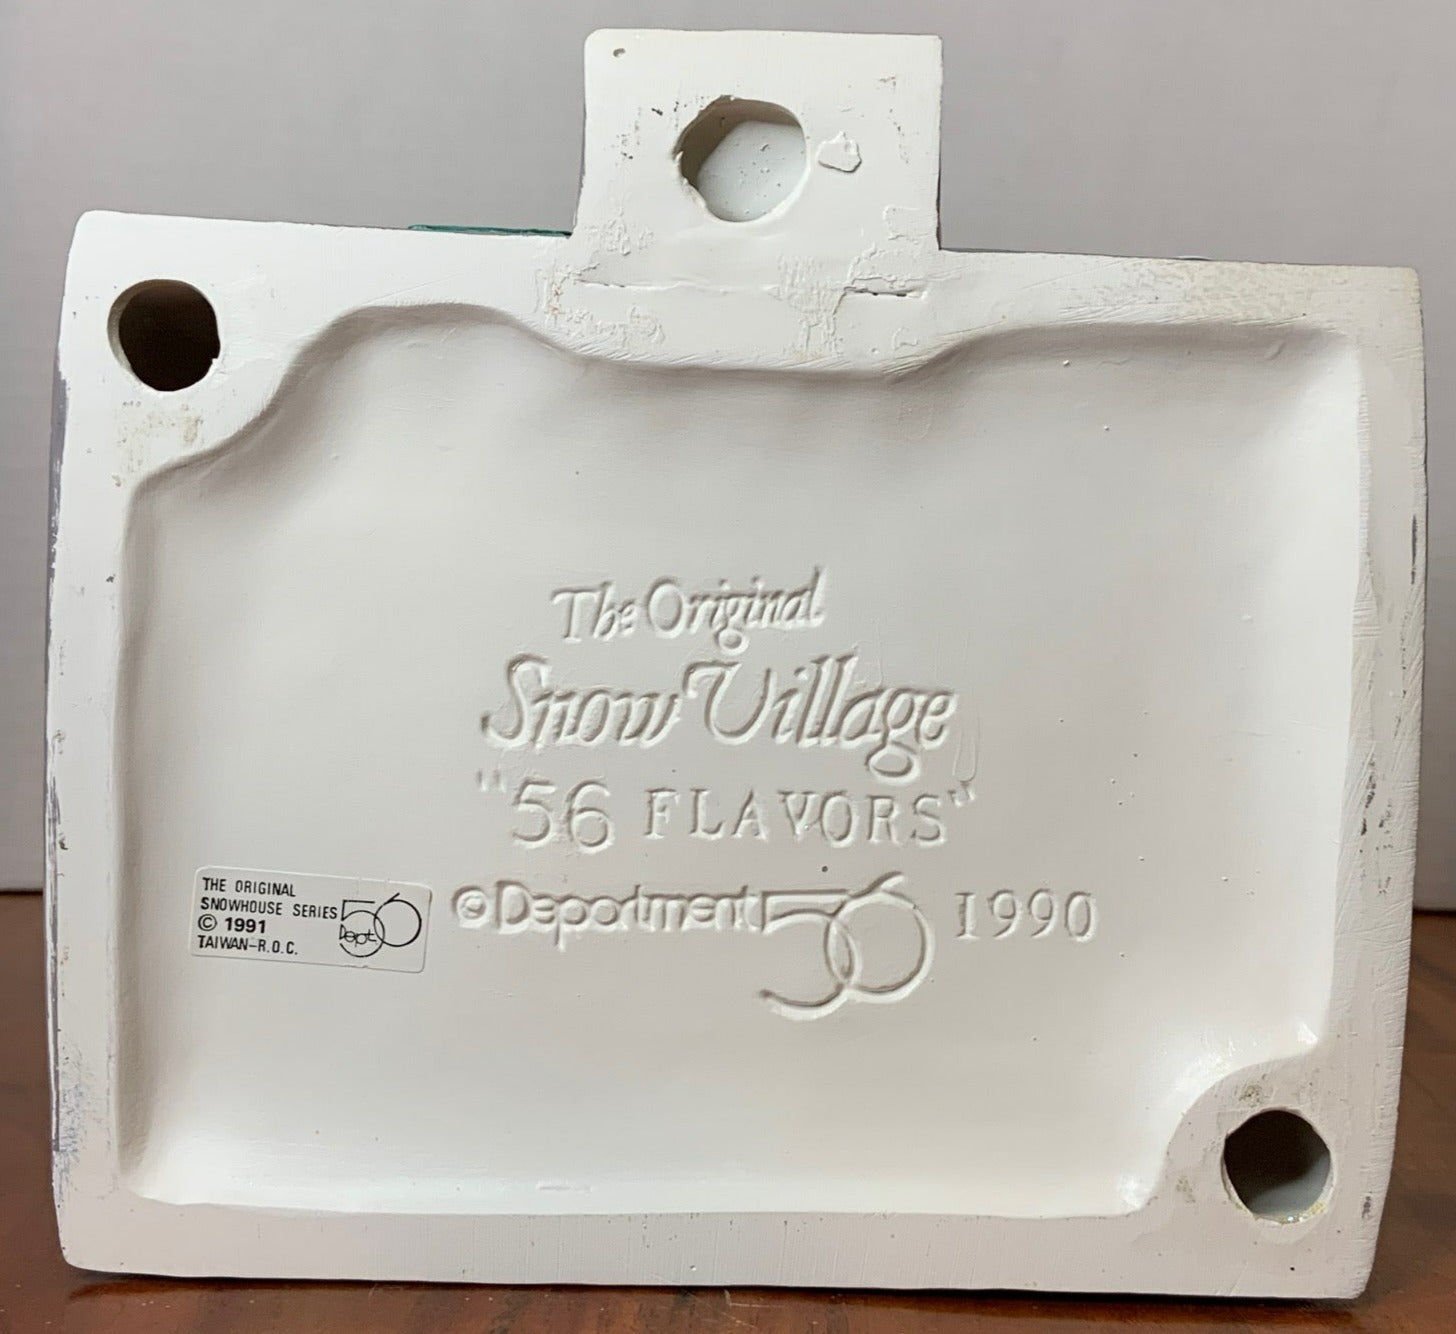 The Original
Snow Village
"56 FLAVORS"
© Department 56 1990
THE ORIGINAL
SNOWHOUSE SERIES
© 1991
TAIWAN-R.O.C.
56
Dept.